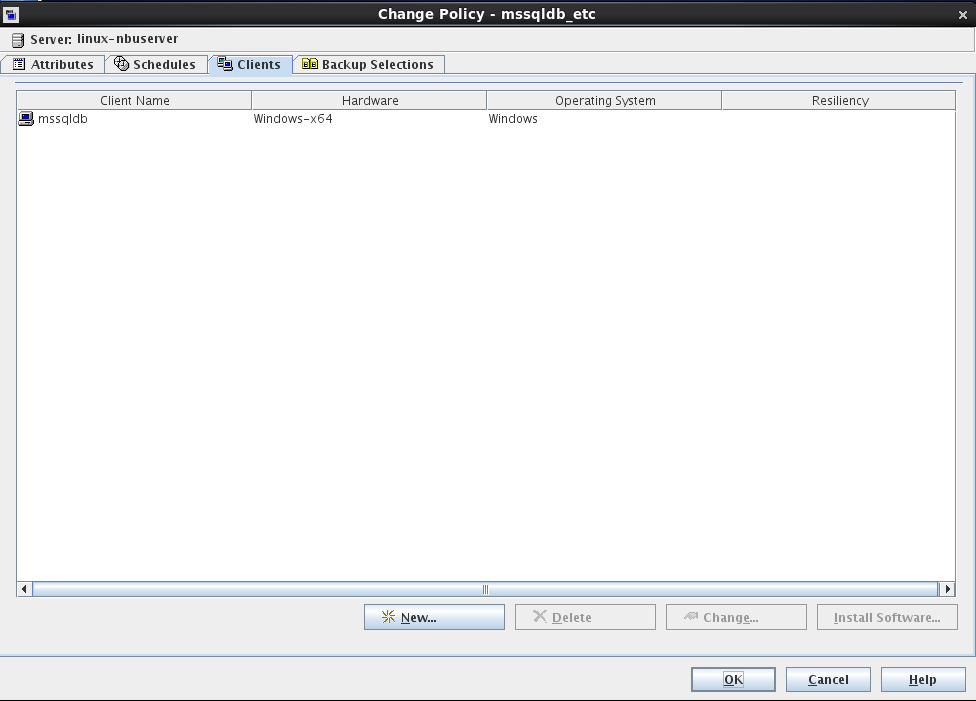 Change Policy - mssqldb_etc
Server: linux-nbuserver
Attributes Schedules Clients Backup Selections
Client Name Hardware Operating System Resiliency
mssqldb Windows-x64 Windows
New... Delete Change... Install Software...
OK Cancel Help